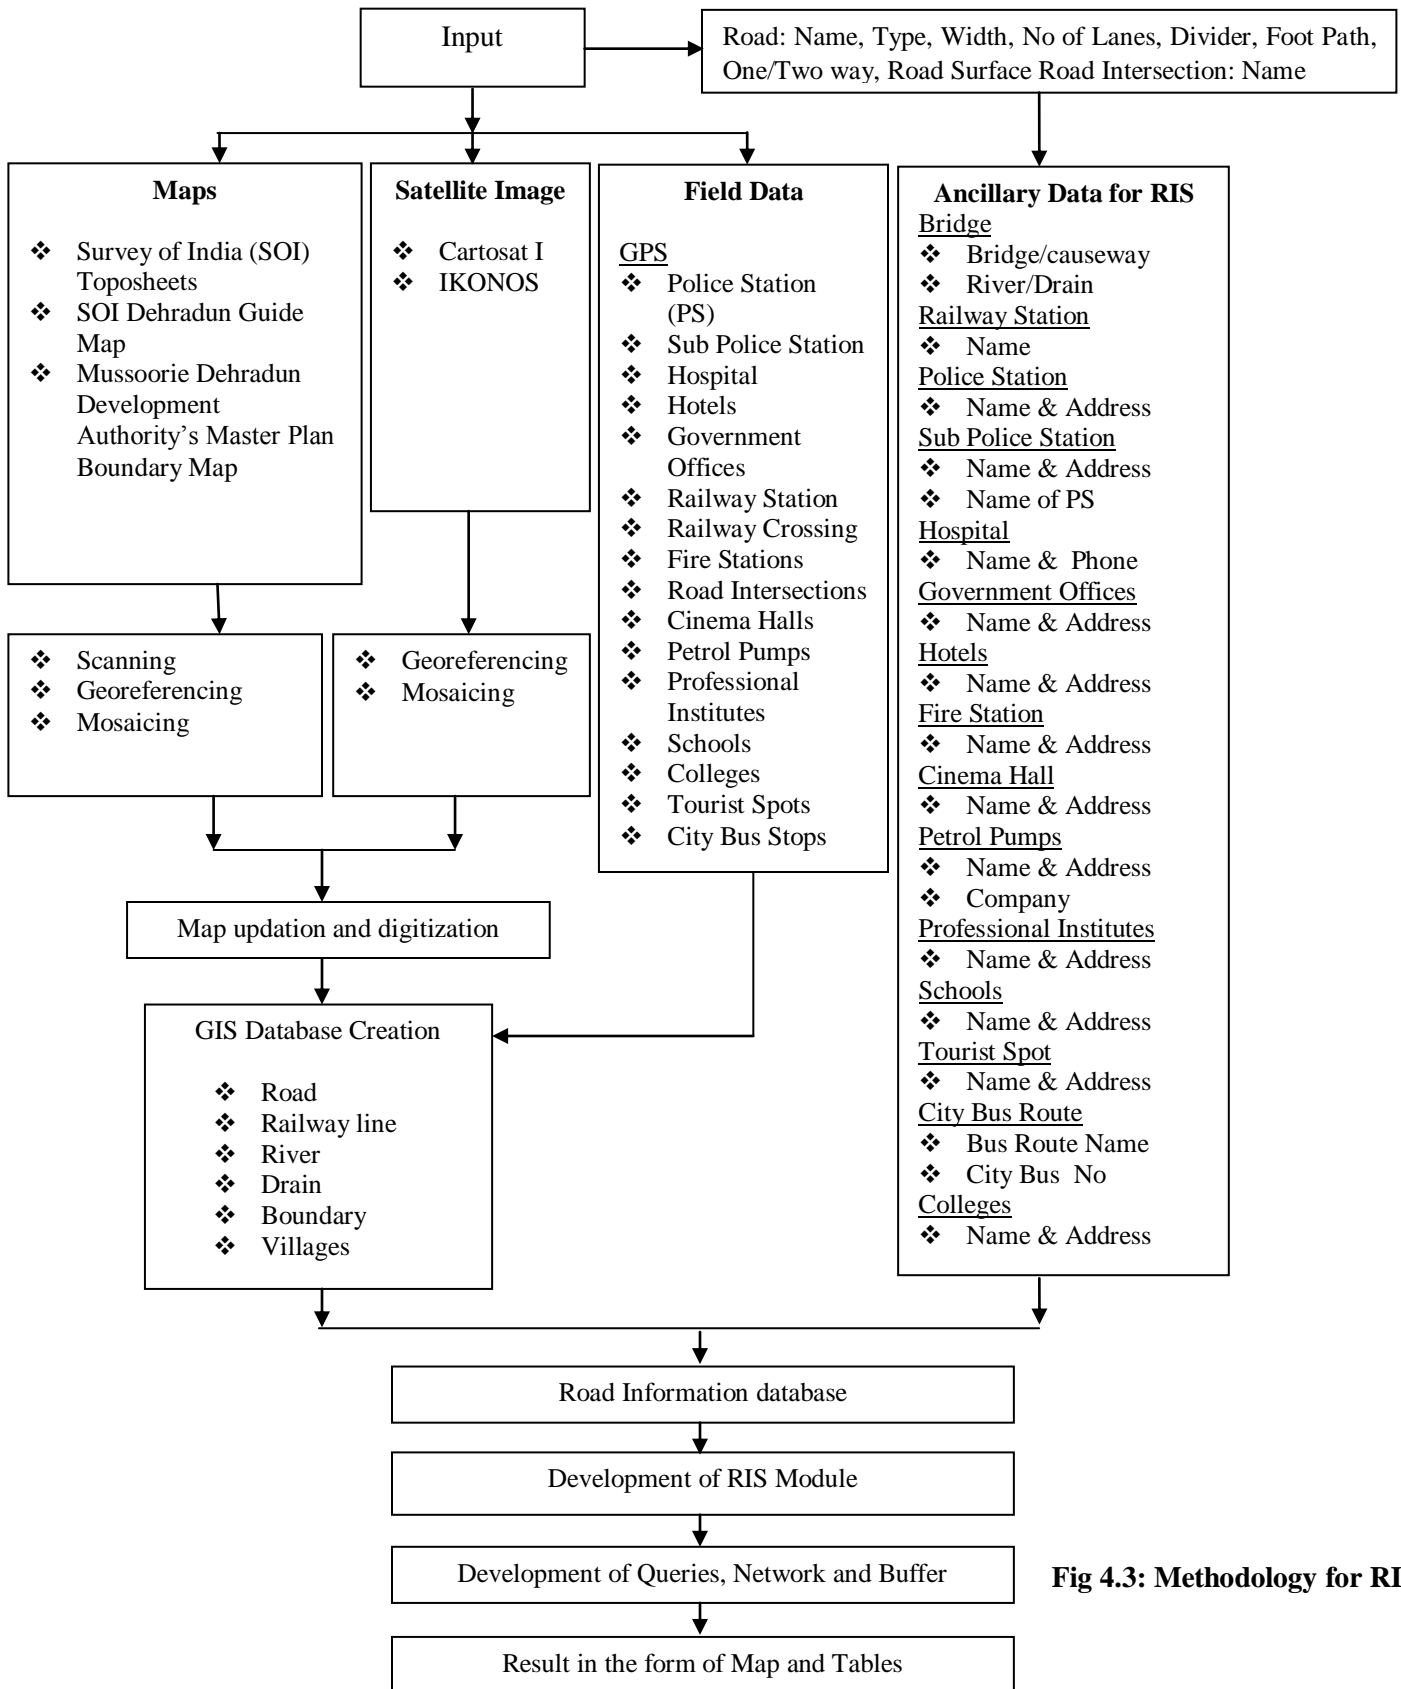 Input
Road: Name, Type, Width, No of Lanes, Divider, Foot Path,
One/Two way, Road Surface Road Intersection: Name
Maps
❖ Survey of India (SOI)
Toposheets
❖ SOI Dehradun Guide
Map
❖ Mussoorie Dehradun
Development
Authority’s Master Plan
Boundary Map
Satellite Image
❖ Cartosat I
❖ IKONOS
Field Data
GPS
❖ Police Station
(PS)
❖ Sub Police Station
❖ Hospital
❖ Hotels
❖ Government
Offices
❖ Railway Station
❖ Railway Crossing
❖ Fire Stations
❖ Road Intersections
❖ Cinema Halls
❖ Petrol Pumps
❖ Professional
Institutes
❖ Schools
❖ Colleges
❖ Tourist Spots
❖ City Bus Stops
Ancillary Data for RIS
Bridge
❖ Bridge/causeway
❖ River/Drain
Railway Station
❖ Name
Police Station
❖ Name & Address
Sub Police Station
❖ Name & Address
❖ Name of PS
Hospital
❖ Name & Phone
Government Offices
❖ Name & Address
Hotels
❖ Name & Address
Fire Station
❖ Name & Address
Cinema Hall
❖ Name & Address
Petrol Pumps
❖ Name & Address
❖ Company
Professional Institutes
❖ Name & Address
Schools
❖ Name & Address
Tourist Spot
❖ Name & Address
City Bus Route
❖ Bus Route Name
❖ City Bus No
Colleges
❖ Name & Address
❖ Scanning
❖ Georeferencing
❖ Mosaicing
❖ Georeferencing
❖ Mosaicing
Map updation and digitization
GIS Database Creation
❖ Road
❖ Railway line
❖ River
❖ Drain
❖ Boundary
❖ Villages
Road Information database
Development of RIS Module
Development of Queries, Network and Buffer
Result in the form of Map and Tables
Fig 4.3: Methodology for